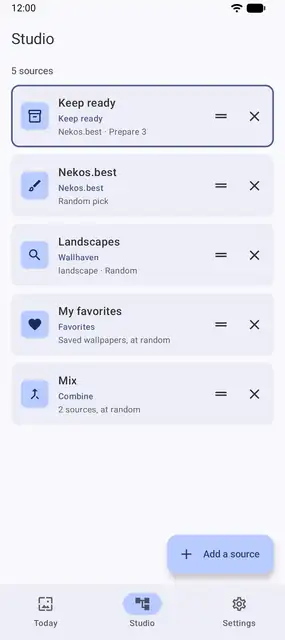 12:00
Studio
5 sources
Keep ready
Keep ready
Nekos.best · Prepare 3
Nekos.best
Nekos.best
Random pick
Landscapes
Wallhaven
landscape · Random
My favorites
Favorites
Saved wallpapers, at random
Mix
Combine
2 sources, at random
Add a source
Today
Studio
Settings